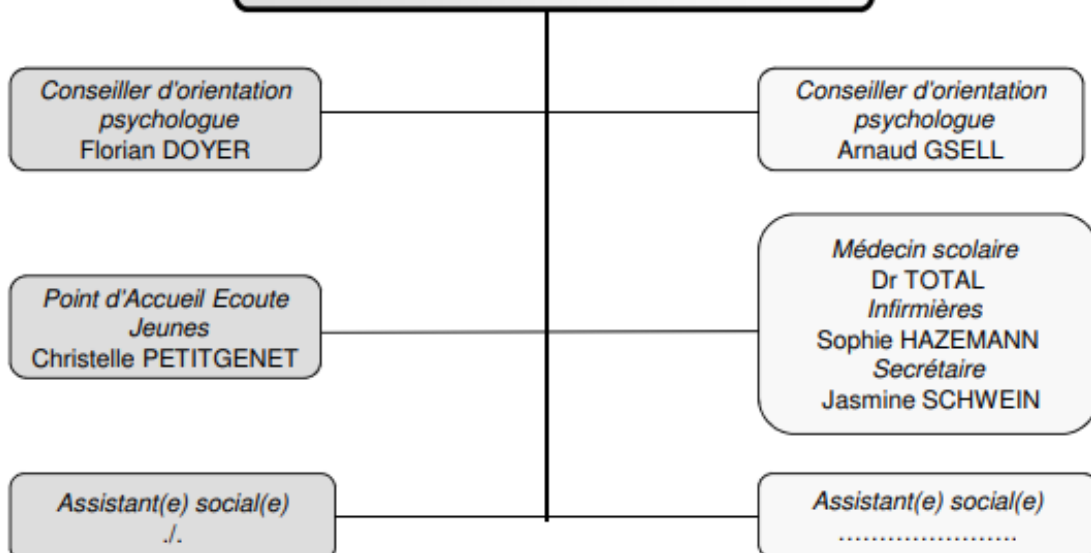 Conseiller d'orientation
psychologue
Florian DOYER
Conseiller d'orientation
psychologue
Arnaud GSELL
Point d'Accueil Ecoute
Jeunes
Christelle PETITGENET
Médecin scolaire
Dr TOTAL
Infirmières
Sophie HAZEMANN
Secrétaire
Jasmine SCHWEIN
Assistant(e) social(e)
./.
Assistant(e) social(e)
......................